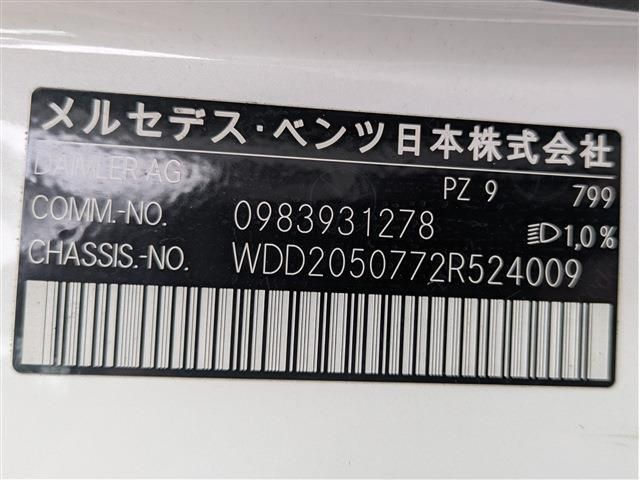 メルセデス・ベンツ日本株式会社
DAIMLER AG
PZ 9 799
COMM.-NO. 0983931278 1,0%
CHASSIS.-NO. WDD2050772R524009